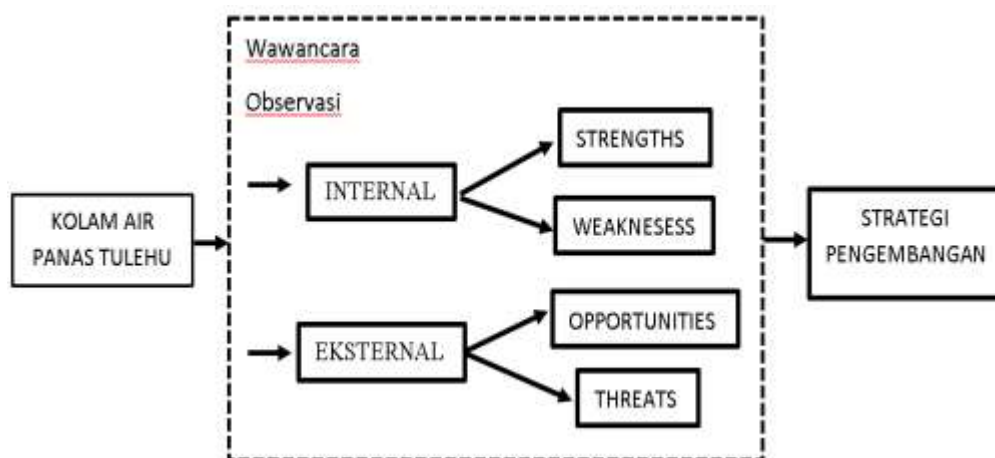 KOLAM AIR
PANAS TULEHU
Wawancara
Observasi
INTERNAL
STRENGTHS
WEAKNESESS
EKSTERNAL
OPPORTUNITIES
THREATS
STRATEGI
PENGEMBANGAN